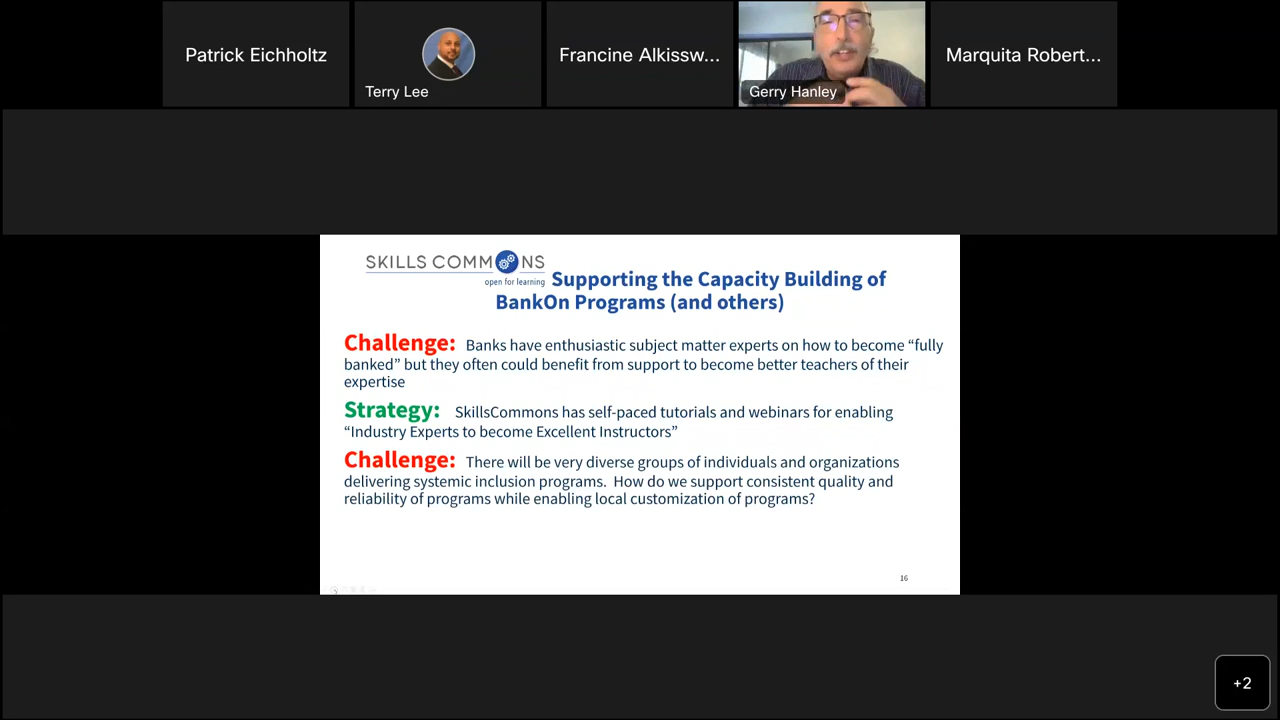 Patrick Eichholtz
Terry Lee
Francine Alkissw...
Gerry Hanley
Marquita Robert...
SKILLS COMMONS
open for learning
Supporting the Capacity Building of
BankOn Programs (and others)
Challenge: Banks have enthusiastic subject matter experts on how to become “fully
banked” but they often could benefit from support to become better teachers of their
expertise
Strategy: SkillsCommons has self-paced tutorials and webinars for enabling
“Industry Experts to become Excellent Instructors”
Challenge: There will be very diverse groups of individuals and organizations
delivering systemic inclusion programs. How do we support consistent quality and
reliability of programs while enabling local customization of programs?
16
+2